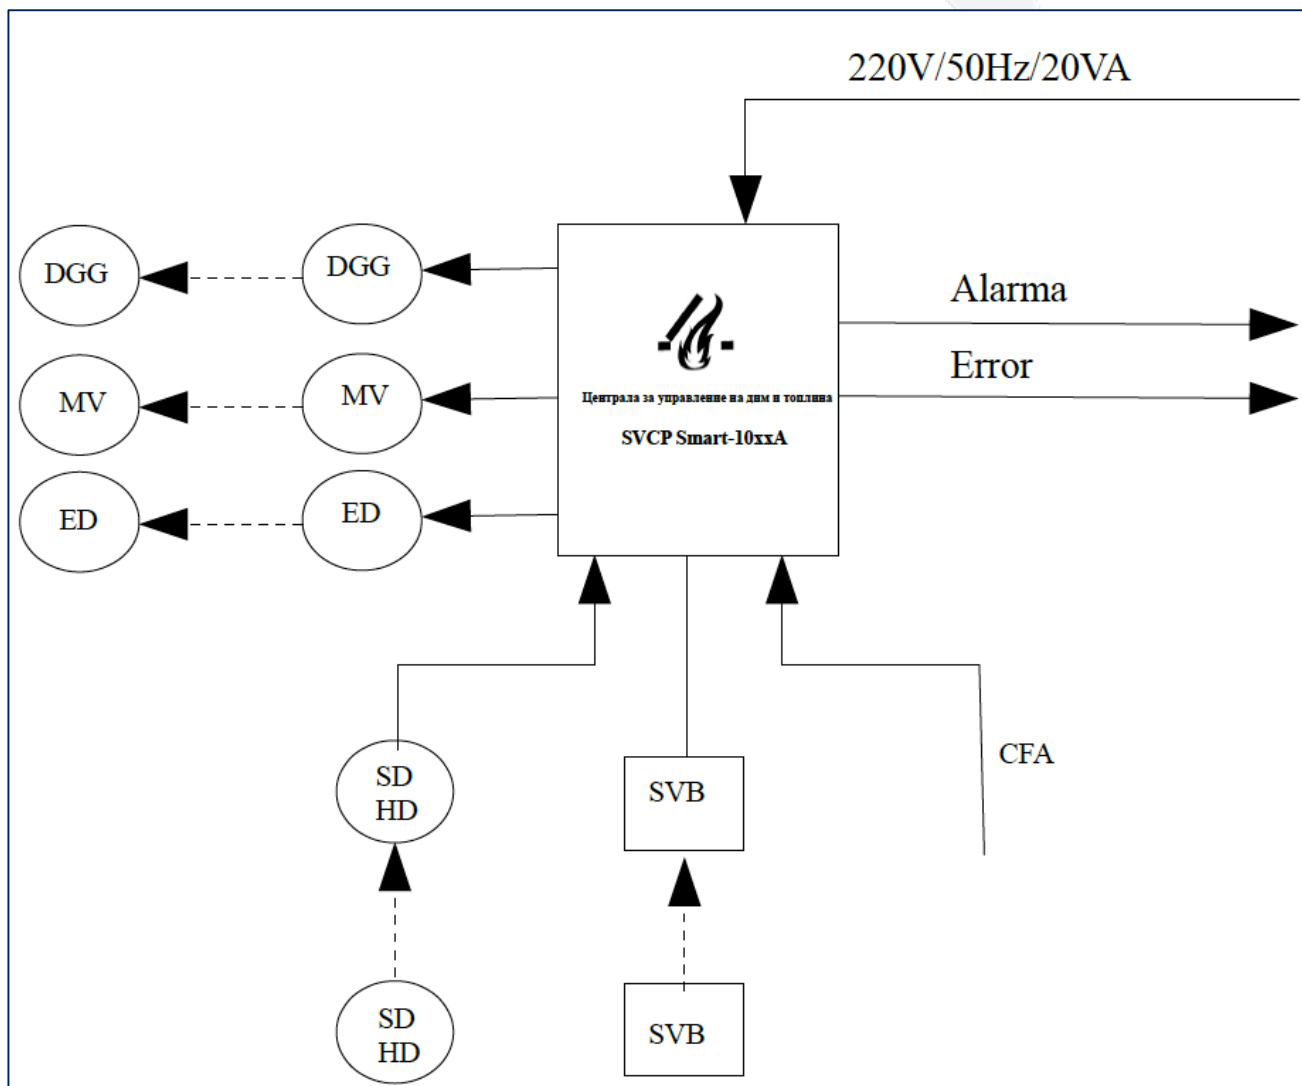 220V/50Hz/20VA
DGG
DGG
Alarma
MV
MV
Error
Централа за управление на дим и топлина
SVCP Smart-10xxA
ED
ED
SD
HD
SVB
CFA
SD
HD
SVB